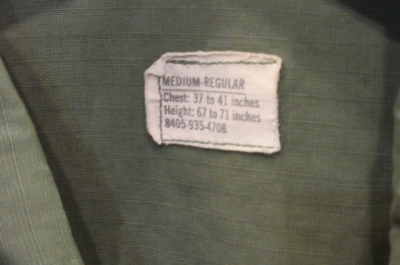 MEDIUM-REGULAR
Chest: 37 to 41 inches
Height: 67 to 71 inches
8405-935-4708